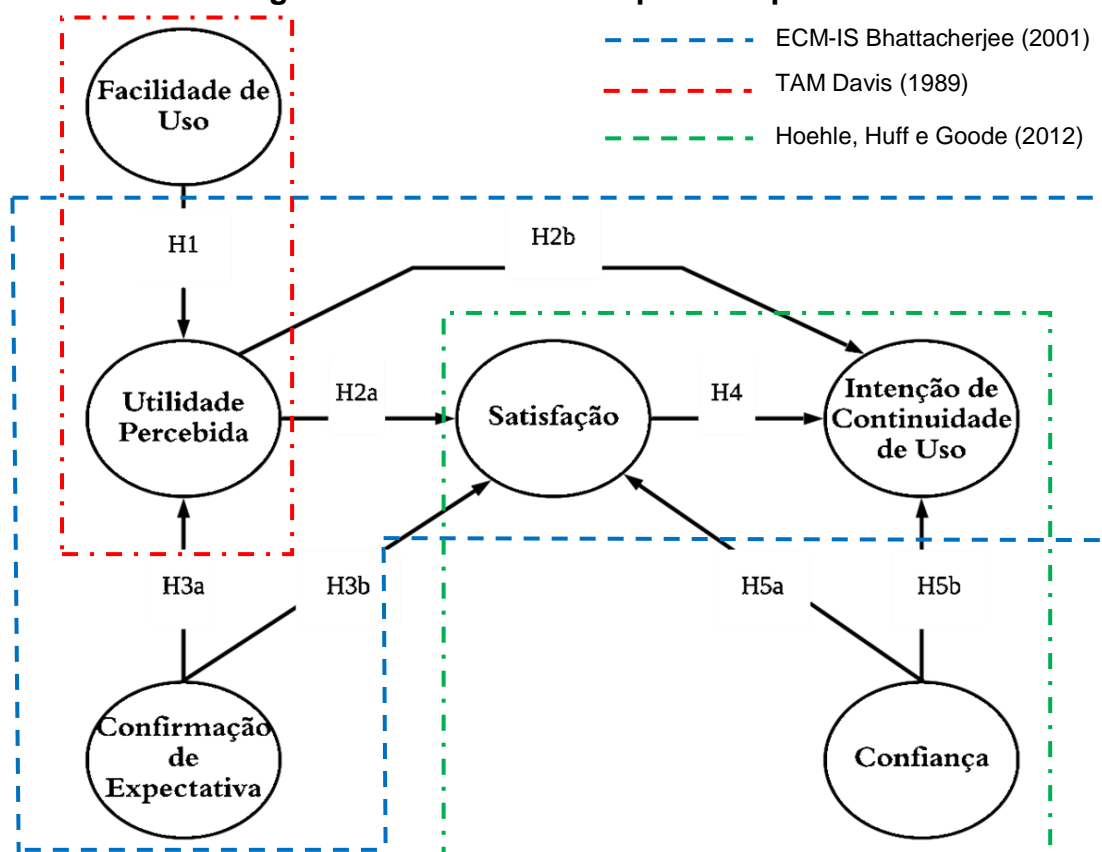 ECM-IS Bhattacherjee (2001)
TAM Davis (1989)
Hoehle, Huff e Goode (2012)
Facilidade de
Uso
H1
H2b
Utilidade
Percebida
H2a
Satisfação
H4
Intenção de
Continuidade
de Uso
H3a
H3b
H5a
H5b
Confirmação
de
Expectativa
Confiança